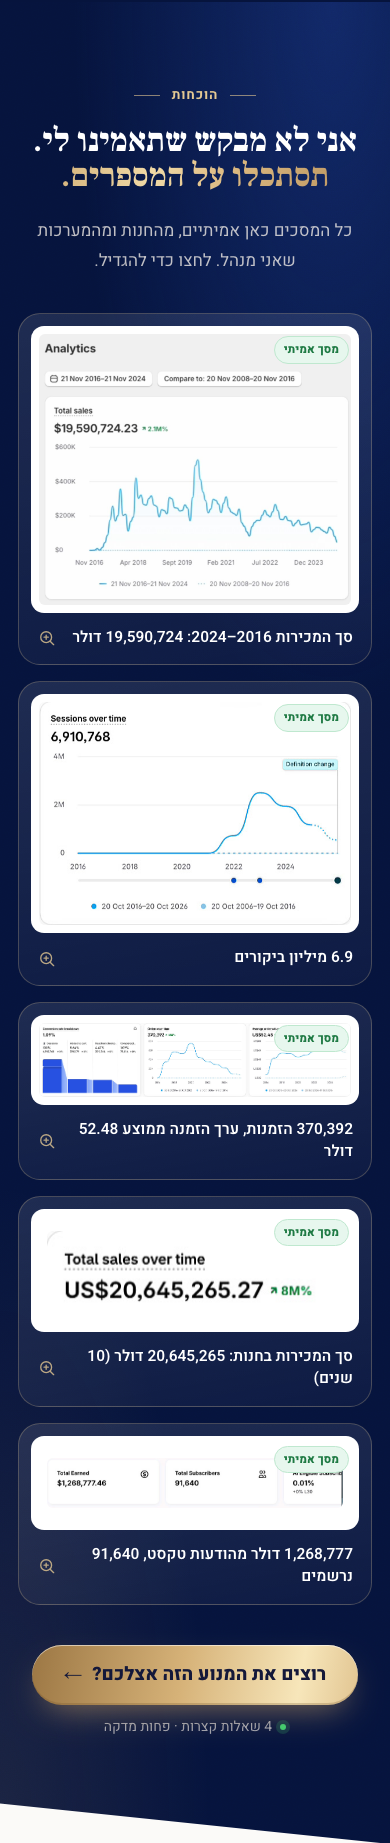 הוכחות
אני לא מבקש שתאמינו לי.
תסתכלו על המספרים.
כל המסכים כאן אמיתיים, מהחנות ומהמערכות
שאני מנהל. לחצו כדי להגדיל.
Analytics
מסך אמיתי
21 Nov 2016–21 Nov 2024 Compare to: 20 Nov 2008–20 Nov 2016
Total sales
$19,590,724.23 2.9%
$600K
$400K
$200K
$0
Nov 2016 Apr 2018 Sept 2019 Feb 2021 Jul 2022 Dec 2023
21 Nov 2016–21 Nov 2024 20 Nov 2008–20 Nov 2016
סך המכירות 2016–2024: 19,590,724 דולר
מסך אמיתי
Sessions over time
6,910,768
4M
Definition change
2M
0
2016 2018 2020 2022 2024
20 Oct 2016–20 Oct 2026 20 Oct 2006–19 Oct 2016
6.9 מיליון ביקורים
מסך אמיתי
370,392 הזמנות, ערך הזמנה ממוצע 52.48
דולר
מסך אמיתי
Total sales over time
US$20,645,265.27 8%
סך המכירות בחנות: 20,645,265 דולר (10
שנים)
מסך אמיתי
Total Earned Total Subscribers
$1,268,777.46 91,640 0.01%
1,268,777 דולר מהודעות טקסט, 91,640
נרשמים
רוצים את המנוע הזה אצלכם? ←
4 שאלות קצרות · פחות מדקה